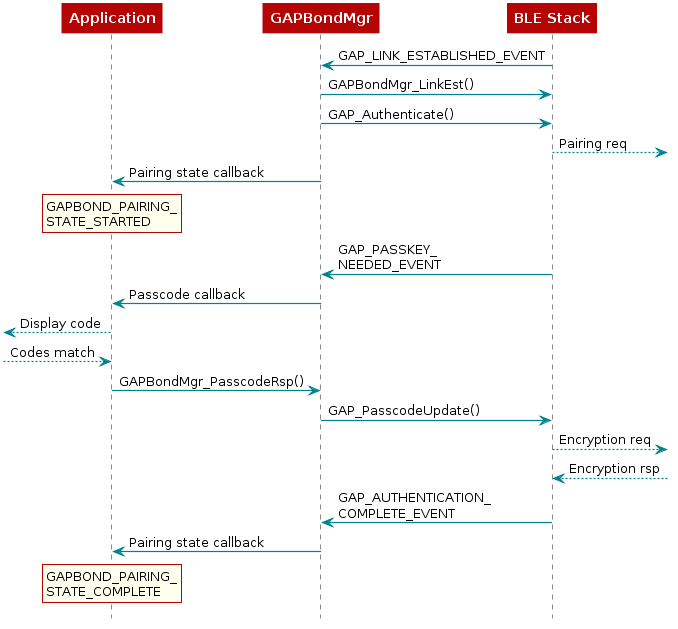 Application
GAPBondMgr
BLE Stack
GAP_LINK_ESTABLISHED_EVENT
GAPBondMgr_LinkEst()
GAP_Authenticate()
Pairing req
Pairing state callback
GAPBOND_PAIRING_
STATE_STARTED
GAP_PASSKEY_
NEEDED_EVENT
Passcode callback
Display code
Codes match
GAPBondMgr_PasscodeRsp()
GAP_PasscodeUpdate()
Encryption req
Encryption rsp
GAP_AUTHENTICATION_
COMPLETE_EVENT
Pairing state callback
GAPBOND_PAIRING_
STATE_COMPLETE